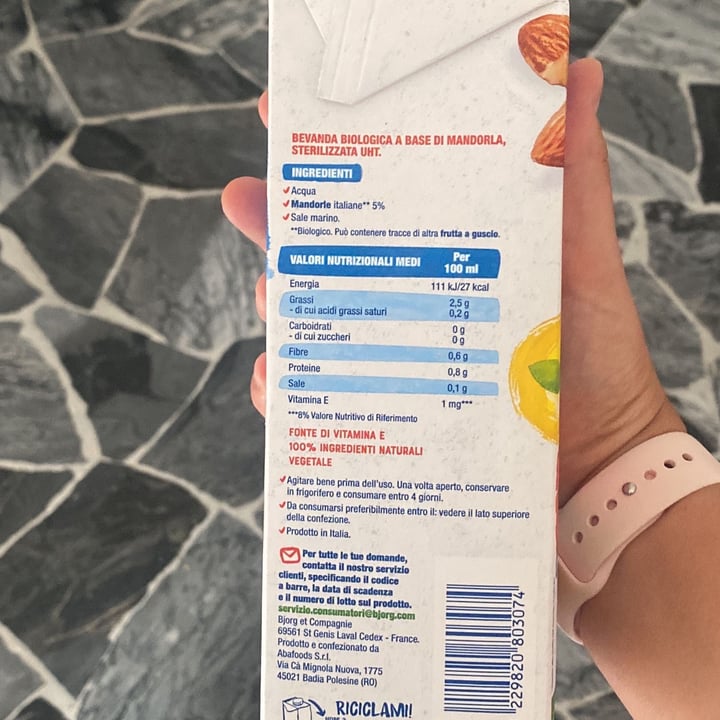 BEVANDA BIOLOGICA A BASE DI MANDORLA,
STERILIZZATA UHT.
INGREDIENTI
Acqua
Mandorle italiane** 5%
Sale marino.
**Biologico. Può contenere tracce di altra frutta a guscio.
VALORI NUTRIZIONALI MEDI Per 100 ml
Energia 111 kJ/27 kcal
Grassi 2,5 g
- di cui acidi grassi saturi 0,2 g
Carboidrati 0 g
- di cui zuccheri 0 g
Fibre 0,6 g
Proteine 0,8 g
Sale 0,1 g
Vitamina E 1 mg***
***8% Valore Nutritivo di Riferimento
FONTE DI VITAMINA E
100% INGREDIENTI NATURALI
VEGETALE
Agitare bene prima dell'uso. Una volta aperto, conservare
in frigorifero e consumare entro 4 giorni.
Da consumarsi preferibilmente entro il: vedere il lato superiore
della confezione.
Prodotto in Italia.
Per tutte le tue domande,
contatta il nostro servizio
clienti, specificando il codice
a barre, la data di scadenza
e il numero di lotto sul prodotto.
servizio.consumatori@bjorg.com
Bjorg et Compagnie
69561 St Genis Laval Cedex - France.
Prodotto e confezionato da
Abafoods S.r.l.
Via Cà Mignola Nuova, 1775
45021 Badia Polesine (RO)
RICICLAMI!
229820 803074